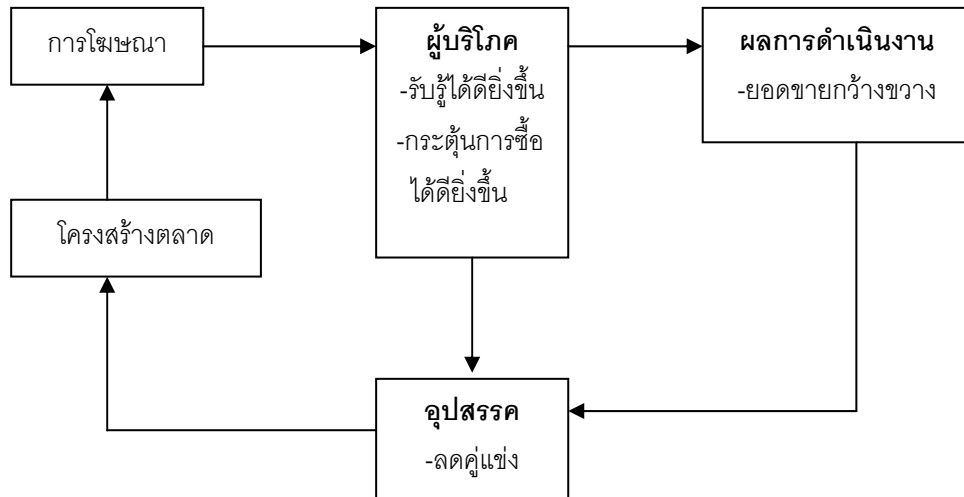 การโฆษณา
ผู้บริโภค
-รับรู้ได้ดียิ่งขึ้น
-กระตุ้นการซื้อ
ได้ดียิ่งขึ้น
ผลการดำเนินงาน
-ยอดขายกว้างขวาง
โครงสร้างตลาด
อุปสรรค
-ลดคู่แข่ง